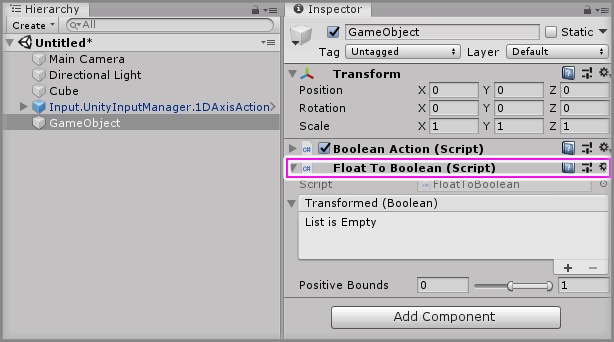 Hierarchy
Create
All
Untitled*
Main Camera
Directional Light
Cube
Input.UnityInputManager.1DAxisAction
GameObject
Inspector
GameObject
Static
Tag Untagged Layer Default
Transform
Position X 0 Y 0 Z 0
Rotation X 0 Y 0 Z 0
Scale X 1 Y 1 Z 1
c# Boolean Action (Script)
c# Float To Boolean (Script)
Script FloatToBoolean
Transformed (Boolean)
List is Empty
+ −
Positive Bounds 0 1
Add Component